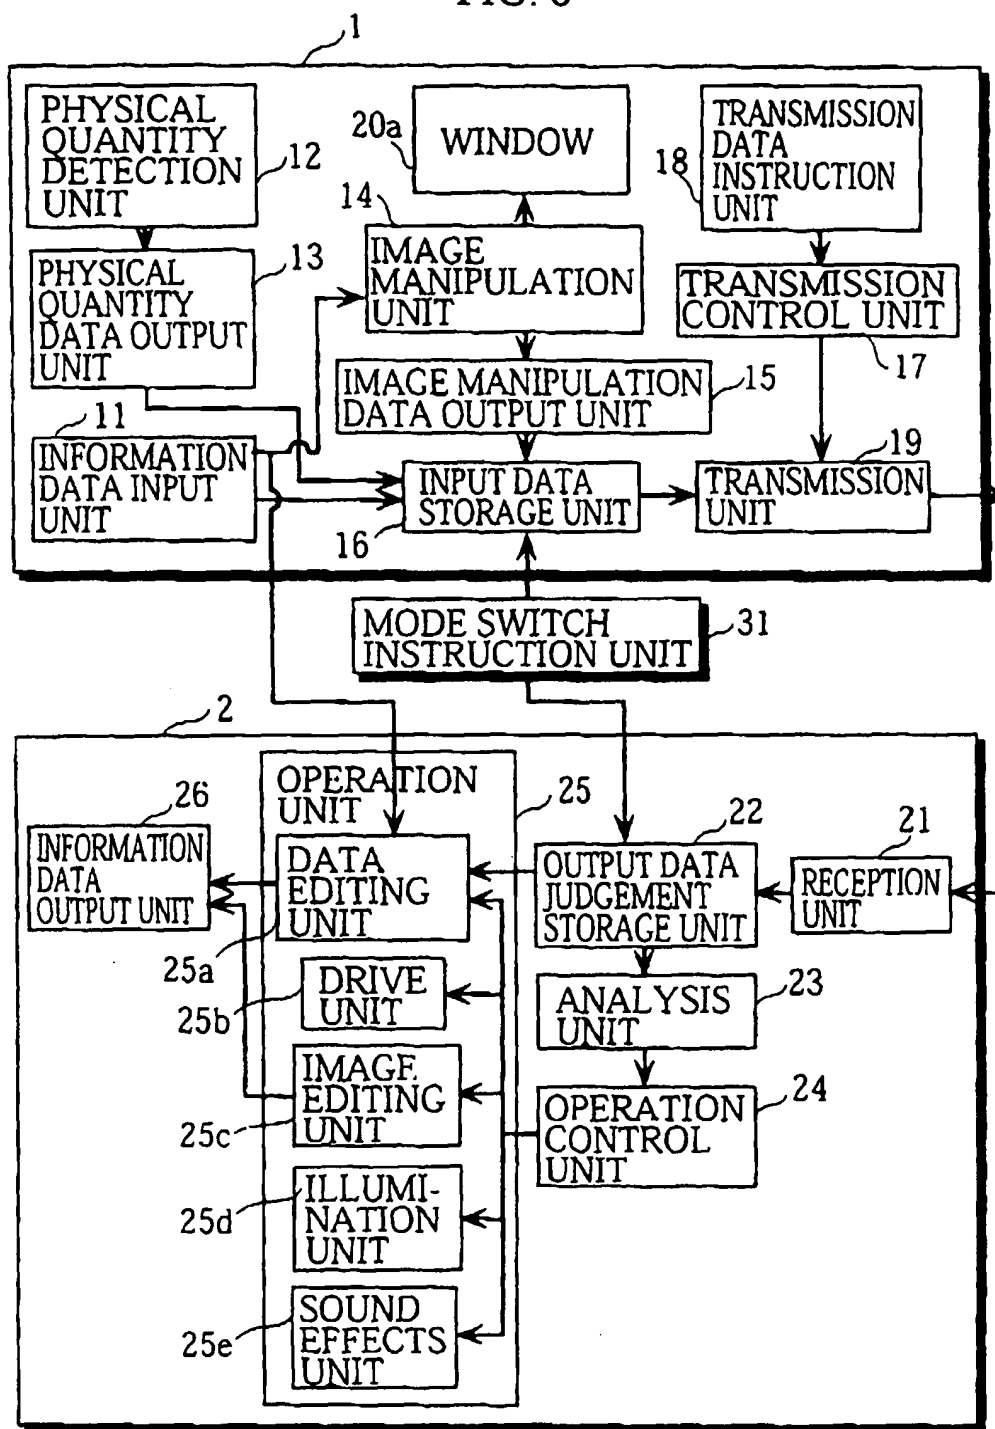 1
PHYSICAL
QUANTITY
DETECTION
UNIT
12
20a
WINDOW
TRANSMISSION
DATA
INSTRUCTION
UNIT
18
14
IMAGE
MANIPULATION
UNIT
PHYSICAL
QUANTITY
DATA OUTPUT
UNIT
13
TRANSMISSION
CONTROL UNIT
17
IMAGE MANIPULATION
DATA OUTPUT UNIT
15
11
INFORMATION
DATA INPUT
UNIT
INPUT DATA
STORAGE UNIT
16
19
TRANSMISSION
UNIT
MODE SWITCH
INSTRUCTION UNIT
31
2
OPERATION
UNIT
25
26
INFORMATION
DATA
OUTPUT UNIT
DATA
EDITING
UNIT
25a
22
OUTPUT DATA
JUDGEMENT
STORAGE UNIT
21
RECEPTION
UNIT
DRIVE
UNIT
25b
ANALYSIS
UNIT
23
IMAGE
EDITING
UNIT
25c
OPERATION
CONTROL
UNIT
24
ILLUMI-
NATION
UNIT
25d
SOUND
EFFECTS
UNIT
25e